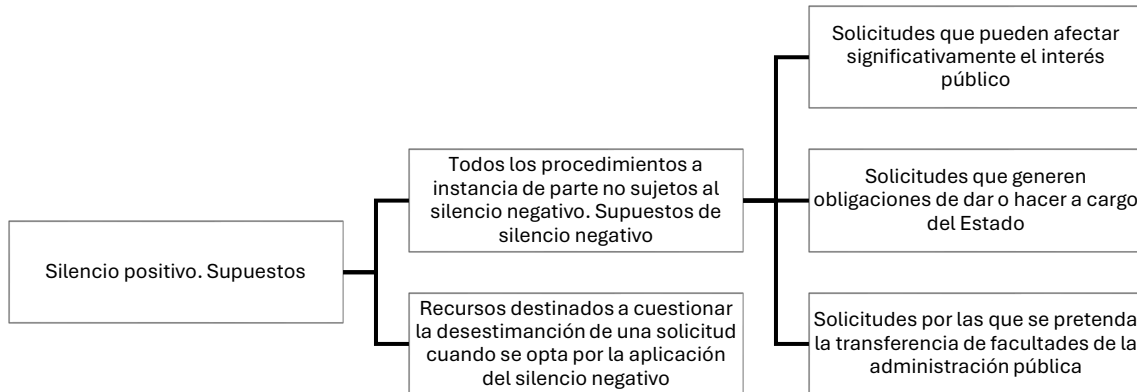 Silencio positivo. Supuestos
Todos los procedimientos a
instancia de parte no sujetos al
silencio negativo. Supuestos de
silencio negativo
Recursos destinados a cuestionar
la desestimanción de una solicitud
cuando se opta por la aplicación
del silencio negativo
Solicitudes que pueden afectar
significativamente el interés
público
Solicitudes que generen
obligaciones de dar o hacer a cargo
del Estado
Solicitudes por las que se pretenda
la transferencia de facultades de la
administración pública